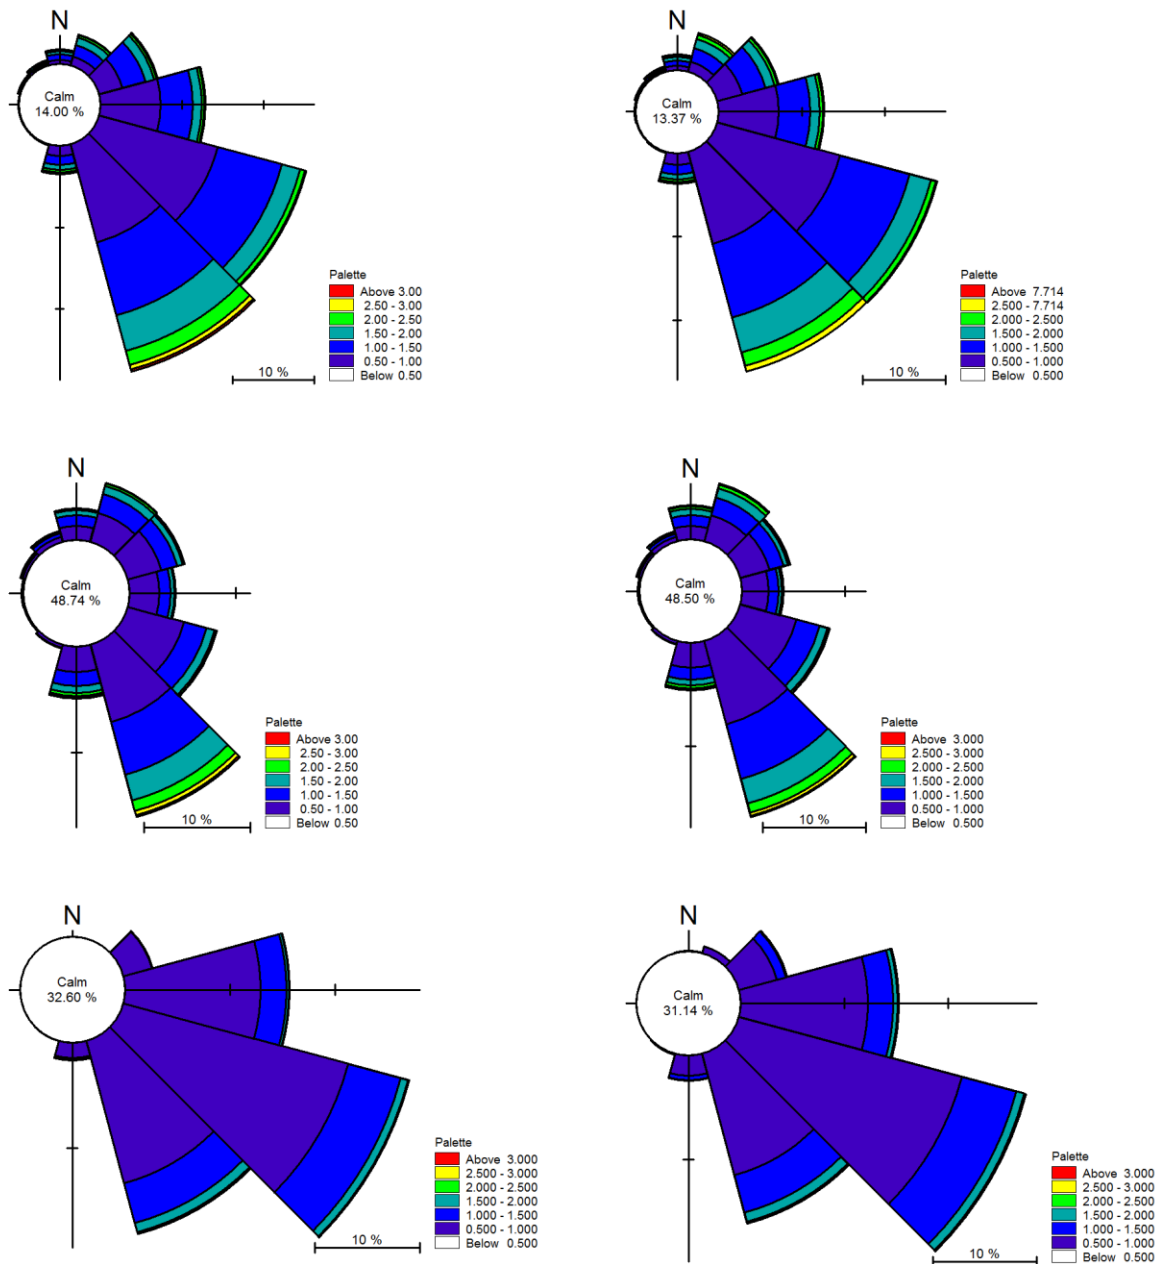 N
Calm
14.00 %
Palette
Above 3.00
2.50 - 3.00
2.00 - 2.50
1.50 - 2.00
1.00 - 1.50
0.50 - 1.00
Below 0.50
10 %
N
Calm
13.37 %
Palette
Above 7.714
2.500 - 7.714
2.000 - 2.500
1.500 - 2.000
1.000 - 1.500
0.500 - 1.000
Below 0.500
10 %
N
Calm
48.74 %
Palette
Above 3.00
2.50 - 3.00
2.00 - 2.50
1.50 - 2.00
1.00 - 1.50
0.50 - 1.00
Below 0.50
10 %
N
Calm
48.50 %
Palette
Above 3.000
2.500 - 3.000
2.000 - 2.500
1.500 - 2.000
1.000 - 1.500
0.500 - 1.000
Below 0.500
10 %
N
Calm
32.60 %
Palette
Above 3.000
2.500 - 3.000
2.000 - 2.500
1.500 - 2.000
1.000 - 1.500
0.500 - 1.000
Below 0.500
10 %
N
Calm
31.14 %
Palette
Above 3.000
2.500 - 3.000
2.000 - 2.500
1.500 - 2.000
1.000 - 1.500
0.500 - 1.000
Below 0.500
10 %